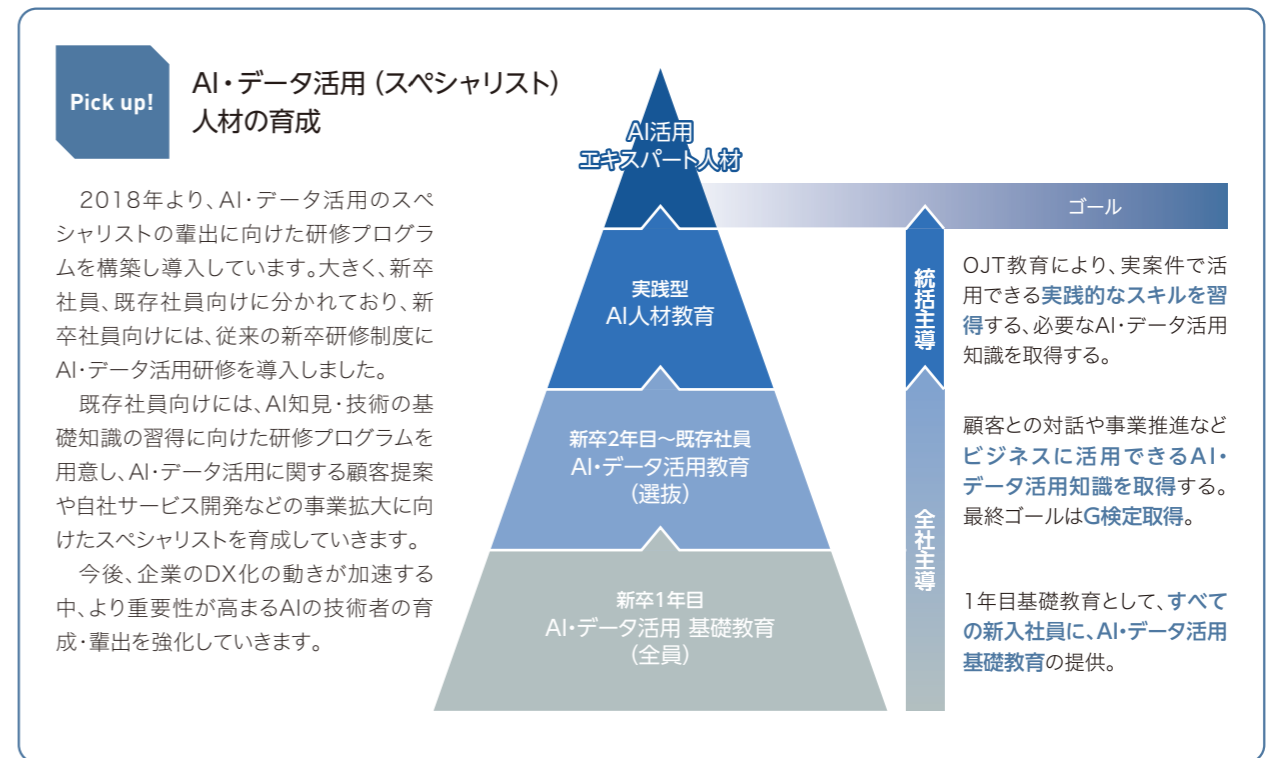 Pick up!
AI・データ活用（スペシャリスト）
人材の育成
　2018年より、AI・データ活用のスペ
シャリストの輩出に向けた研修プログラ
ムを構築し導入しています。大きく、新卒
社員、既存社員向けに分かれており、新
卒社員向けには、従来の新卒研修制度に
AI・データ活用研修を導入しました。
　既存社員向けには、AI知見・技術の基
礎知識の習得に向けた研修プログラムを
用意し、AI・データ活用に関する顧客提案
や自社サービス開発などの事業拡大に向
けたスペシャリストを育成していきます。
　今後、企業のDX化の動きが加速する
中、より重要性が高まるAIの技術者の育
成・輩出を強化していきます。
AI活用
エキスパート人材
実践型
AI人材教育
新卒2年目〜既存社員
AI・データ活用教育
（選抜）
新卒1年目
AI・データ活用 基礎教育
（全員）
ゴール
統括主導
全社主導
OJT教育により、実案件で活
用できる実践的なスキルを習
得する、必要なAI・データ活用
知識を取得する。
顧客との対話や事業推進など
ビジネスに活用できるAI・
データ活用知識を取得する。
最終ゴールはG検定取得。
1年目基礎教育として、すべて
の新入社員に、AI・データ活用
基礎教育の提供。